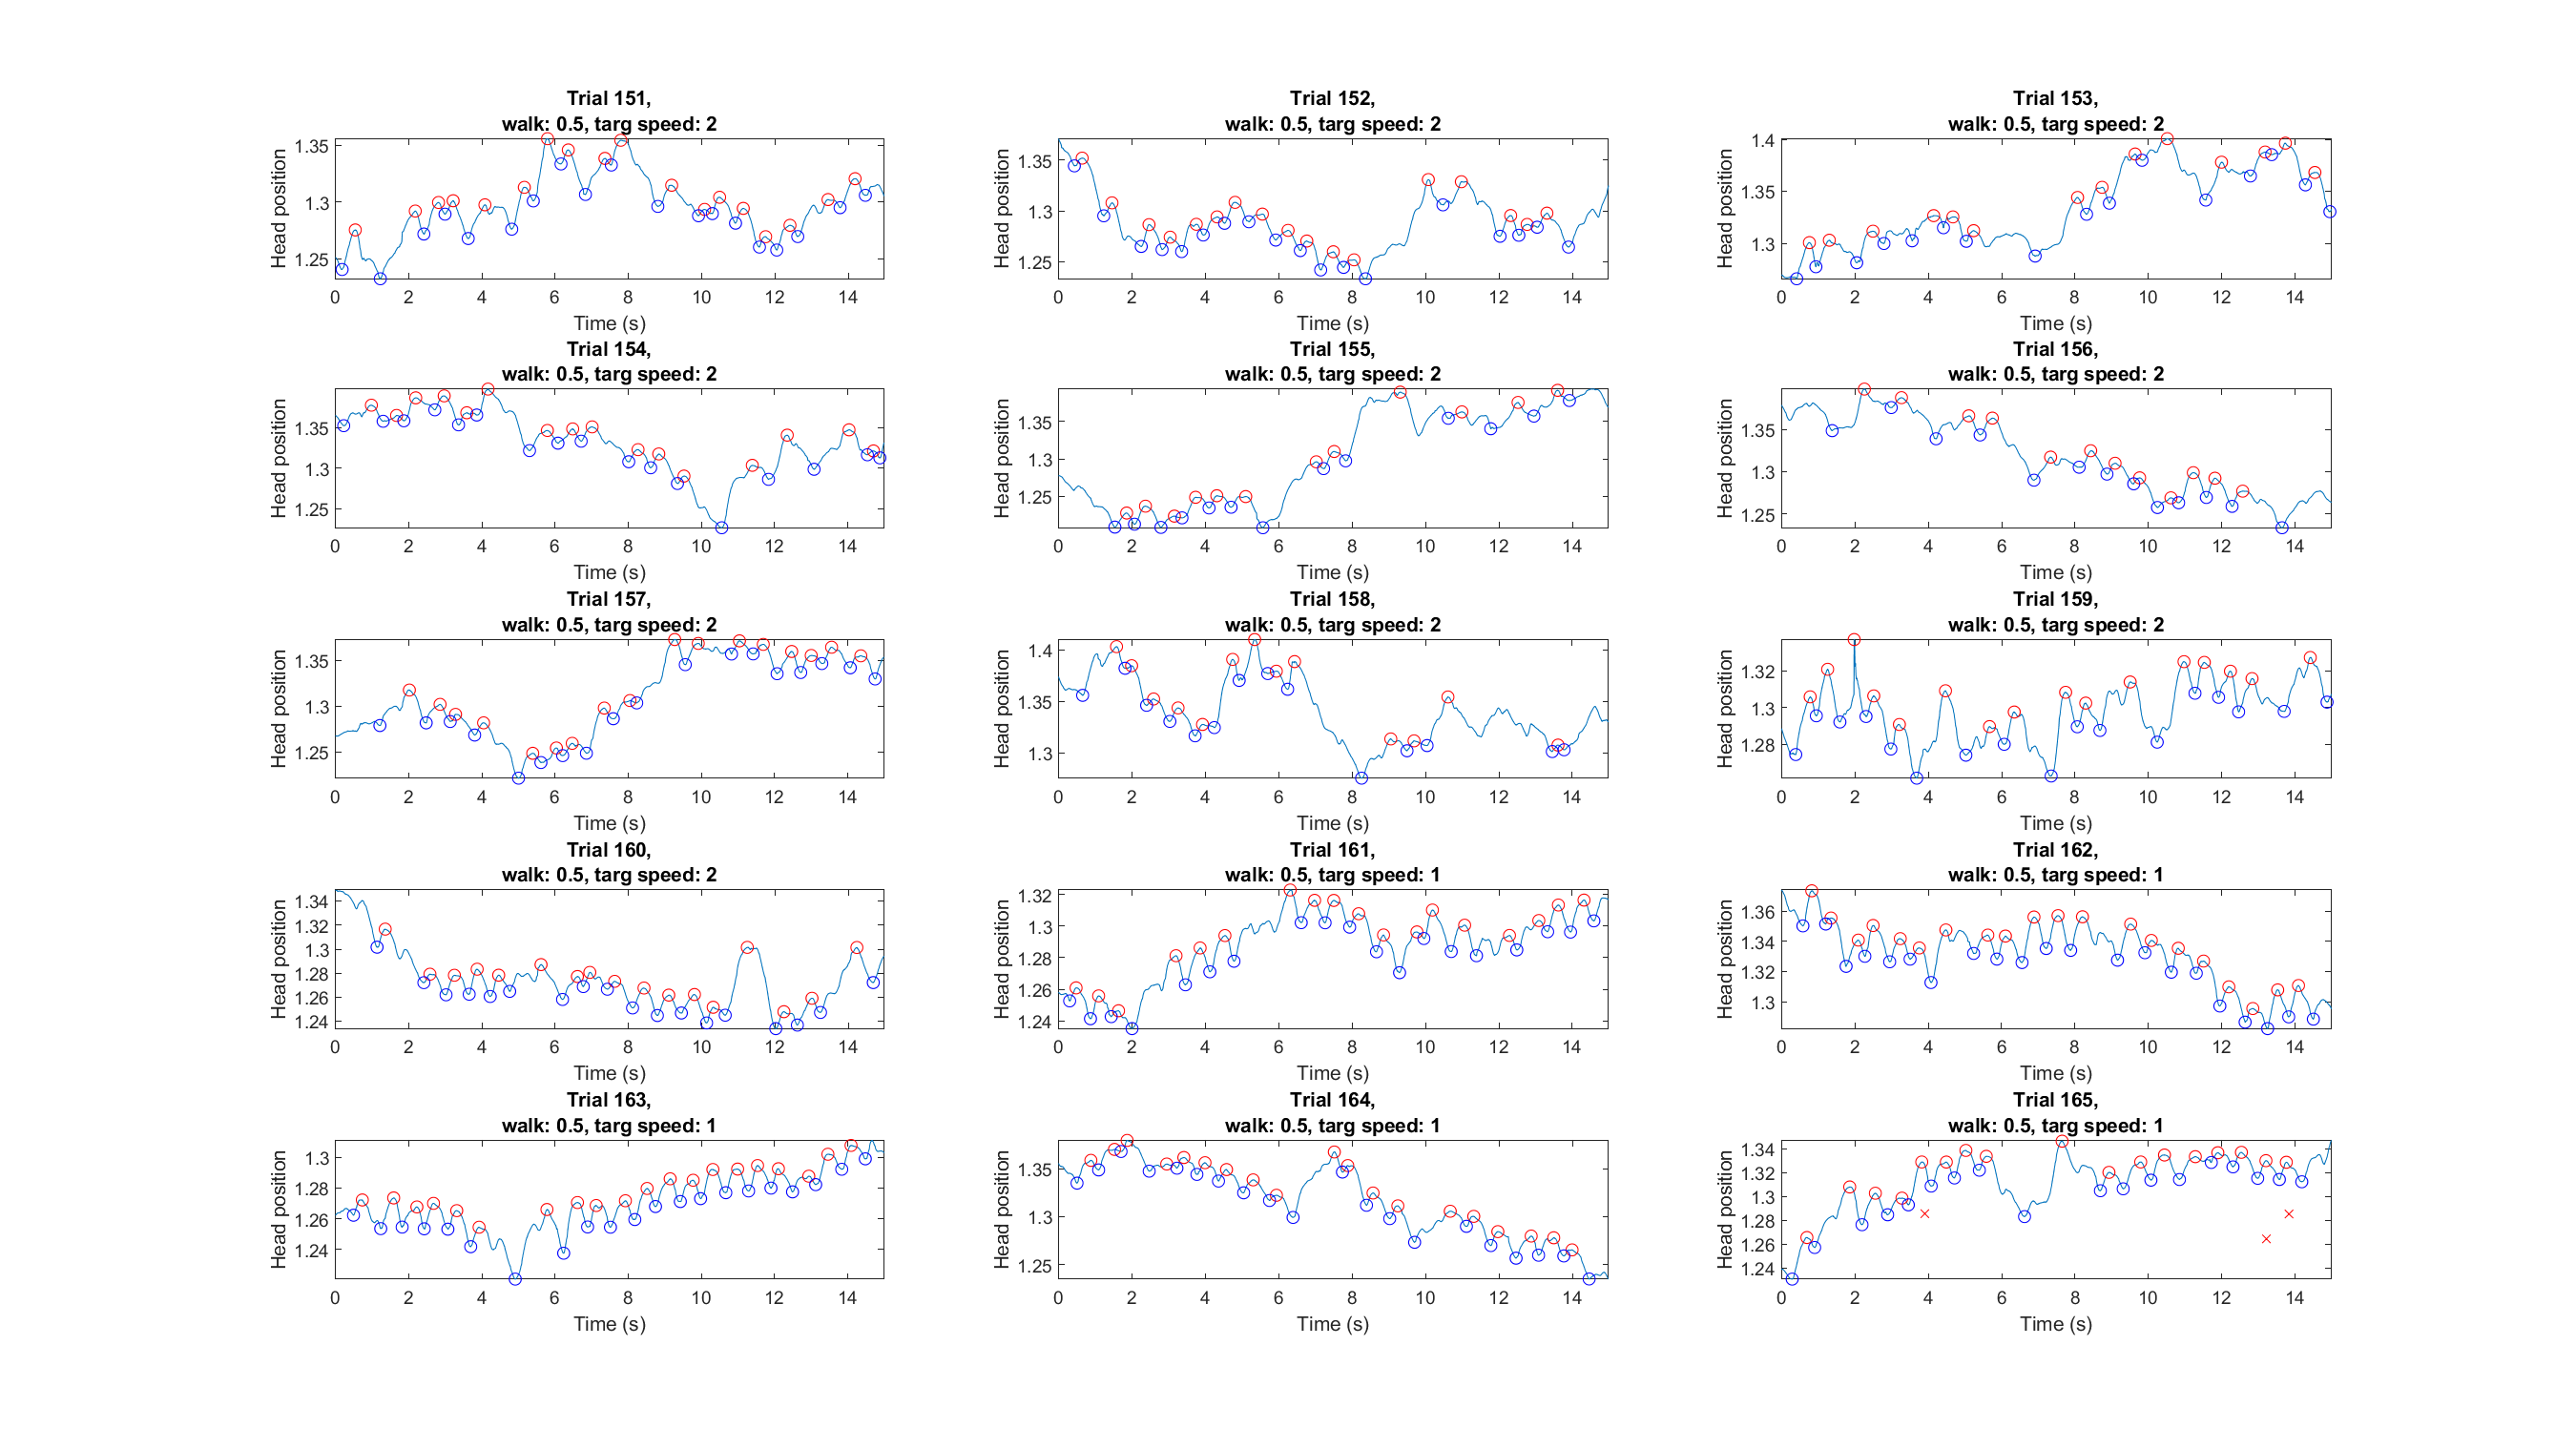 Trial 151,
walk: 0.5, targ speed: 2
Head position
1.35
1.3
1.25
0 2 4 6 8 10 12 14
Time (s)
Trial 152,
walk: 0.5, targ speed: 2
Head position
1.35
1.3
1.25
0 2 4 6 8 10 12 14
Time (s)
Trial 153,
walk: 0.5, targ speed: 2
Head position
1.4
1.35
1.3
0 2 4 6 8 10 12 14
Time (s)
Trial 154,
walk: 0.5, targ speed: 2
Head position
1.35
1.3
1.25
0 2 4 6 8 10 12 14
Time (s)
Trial 155,
walk: 0.5, targ speed: 2
Head position
1.35
1.3
1.25
0 2 4 6 8 10 12 14
Time (s)
Trial 156,
walk: 0.5, targ speed: 2
Head position
1.35
1.3
1.25
0 2 4 6 8 10 12 14
Time (s)
Trial 157,
walk: 0.5, targ speed: 2
Head position
1.35
1.3
1.25
0 2 4 6 8 10 12 14
Time (s)
Trial 158,
walk: 0.5, targ speed: 2
Head position
1.4
1.35
1.3
0 2 4 6 8 10 12 14
Time (s)
Trial 159,
walk: 0.5, targ speed: 2
Head position
1.32
1.3
1.28
0 2 4 6 8 10 12 14
Time (s)
Trial 160,
walk: 0.5, targ speed: 2
Head position
1.34
1.32
1.3
1.28
1.26
1.24
0 2 4 6 8 10 12 14
Time (s)
Trial 161,
walk: 0.5, targ speed: 1
Head position
1.32
1.3
1.28
1.26
1.24
0 2 4 6 8 10 12 14
Time (s)
Trial 162,
walk: 0.5, targ speed: 1
Head position
1.36
1.34
1.32
1.3
0 2 4 6 8 10 12 14
Time (s)
Trial 163,
walk: 0.5, targ speed: 1
Head position
1.3
1.28
1.26
1.24
0 2 4 6 8 10 12 14
Time (s)
Trial 164,
walk: 0.5, targ speed: 1
Head position
1.35
1.3
1.25
0 2 4 6 8 10 12 14
Time (s)
Trial 165,
walk: 0.5, targ speed: 1
Head position
1.34
1.32
1.3
1.28
1.26
1.24
0 2 4 6 8 10 12 14
Time (s)